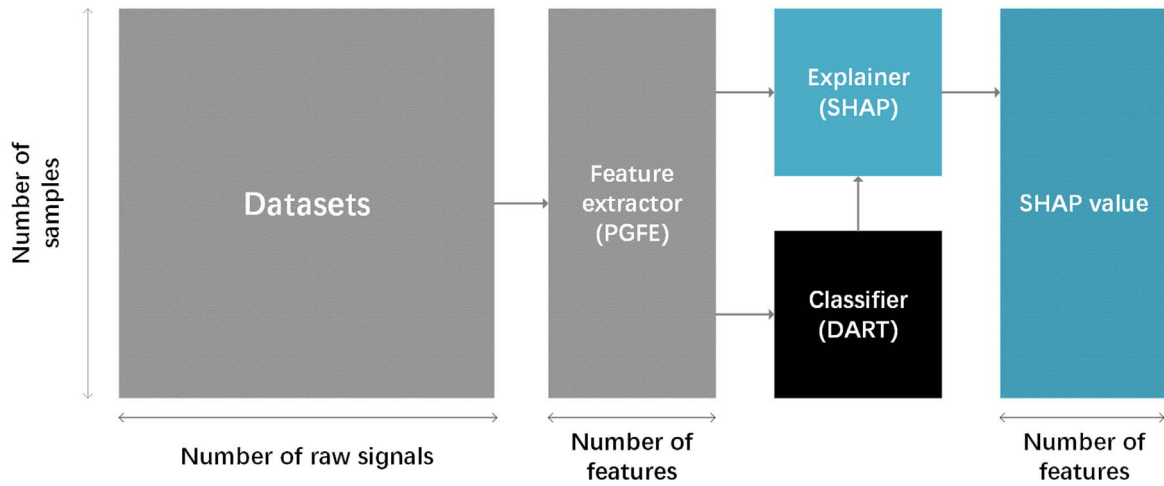 Number of
samples
Datasets
Feature
extractor
(PGFE)
Explainer
(SHAP)
Classifier
(DART)
SHAP value
Number of raw signals
Number of
features
Number of
features